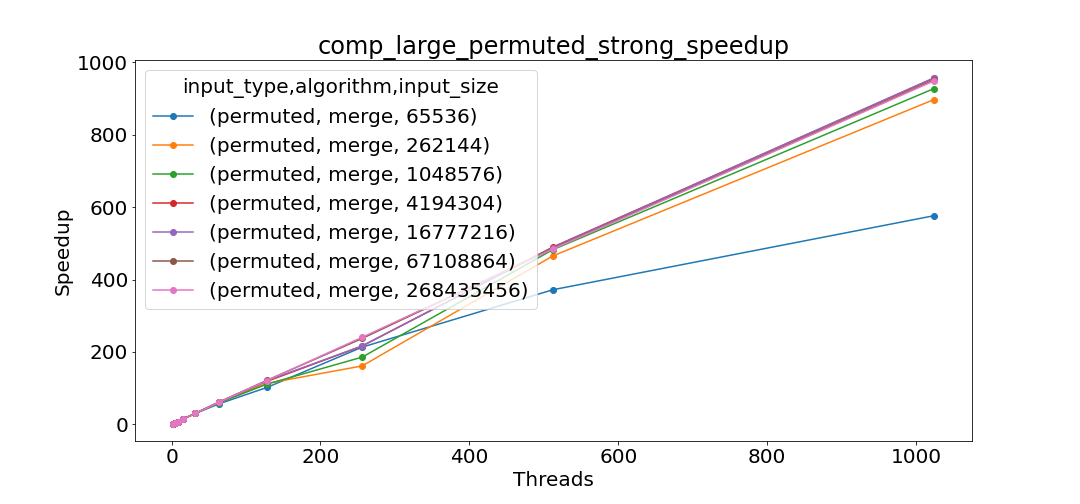 comp_large_permuted_strong_speedup
1000
800
600
400
200
0
Speedup
input_type,algorithm,input_size
(permuted, merge, 65536)
(permuted, merge, 262144)
(permuted, merge, 1048576)
(permuted, merge, 4194304)
(permuted, merge, 16777216)
(permuted, merge, 67108864)
(permuted, merge, 268435456)
0 200 400 600 800 1000
Threads